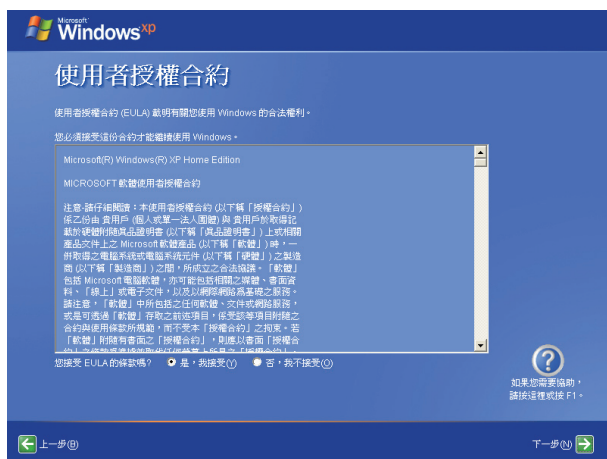 Microsoft
Windows xp
使用者授權合約
使用者授權合約 (EULA) 載明有關您使用 Windows 的合法權利。
您必須接受這份合約才能繼續使用 Windows。
Microsoft(R) Windows(R) XP Home Edition
MICROSOFT 軟體使用者授權合約
注意-請仔細閱讀：本使用者授權合約 (以下稱「授權合約」)
係乙份由 貴用戶 (個人或單一法人團體) 與 貴用戶於取得記
載於硬體附隨真品證明書 (以下稱「真品證明書」) 上或相關
產品文件上之 Microsoft 軟體產品 (以下稱「軟體」) 時，一
併取得之電腦系統或電腦系統元件 (以下稱「硬體」) 之製造
商 (以下稱「製造商」) 之間，所成立之合法協議。「軟體」
包括 Microsoft 電腦軟體，亦可能包括相關之媒體、書面資
料、「線上」或電子文件，以及以網際網路為基礎之服務。
請注意，「軟體」中所包括之任何軟體、文件或網路服務，
或是可透過「軟體」存取之前述項目，係受該等項目附隨之
合約與使用條款所規範，而不受本「授權合約」之拘束。若
「軟體」附隨有書面之「授權合約」，則應以書面「授權合
您接受 EULA 的條款嗎?
是，我接受(Y)
否，我不接受(O)
如果您需要協助，
請按這裡或按 F1。
上一步(B)
下一步(N)